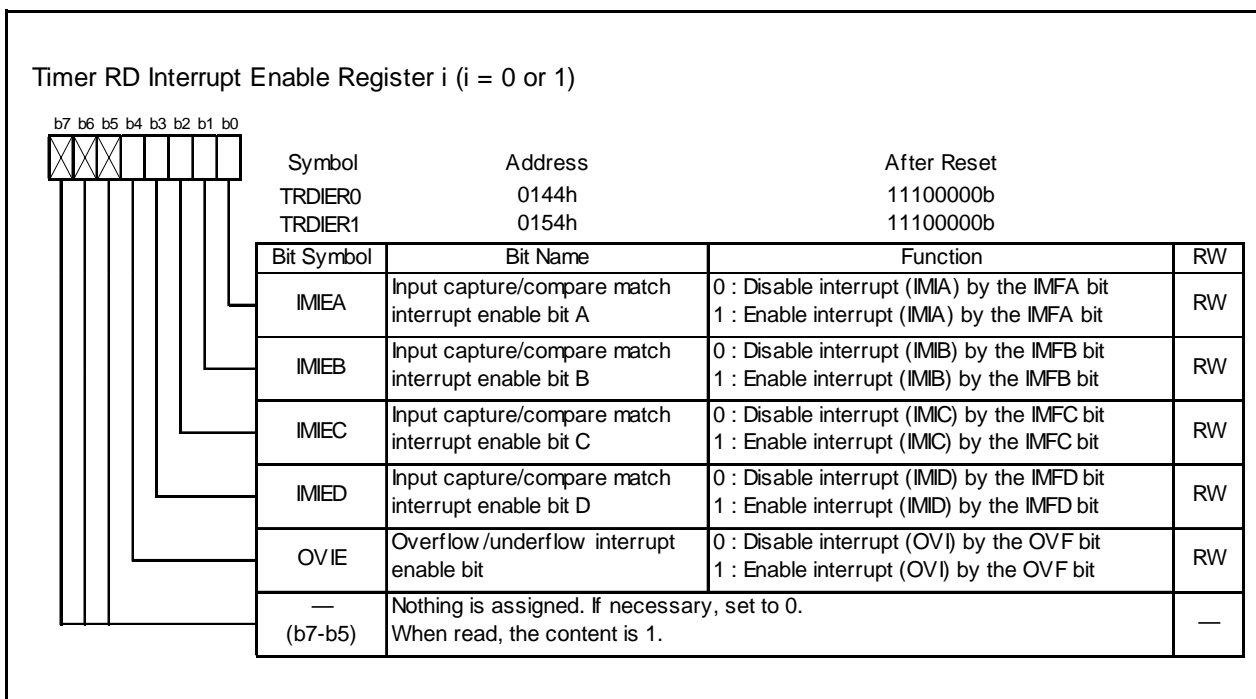 Timer RD Interrupt Enable Register i (i = 0 or 1)
b7 b6 b5 b4 b3 b2 b1 b0
Symbol Address After Reset
TRDIER0 0144h 11100000b
TRDIER1 0154h 11100000b
Bit Symbol Bit Name Function RW
IMIEA Input capture/compare match interrupt enable bit A 0 : Disable interrupt (IMIA) by the IMFA bit
1 : Enable interrupt (IMIA) by the IMFA bit RW
IMIEB Input capture/compare match interrupt enable bit B 0 : Disable interrupt (IMIB) by the IMFB bit
1 : Enable interrupt (IMIB) by the IMFB bit RW
IMIEC Input capture/compare match interrupt enable bit C 0 : Disable interrupt (IMIC) by the IMFC bit
1 : Enable interrupt (IMIC) by the IMFC bit RW
IMIED Input capture/compare match interrupt enable bit D 0 : Disable interrupt (IMID) by the IMFD bit
1 : Enable interrupt (IMID) by the IMFD bit RW
OVIE Overflow/underflow interrupt enable bit 0 : Disable interrupt (OVI) by the OVF bit
1 : Enable interrupt (OVI) by the OVF bit RW
— (b7-b5) Nothing is assigned. If necessary, set to 0.
When read, the content is 1. —